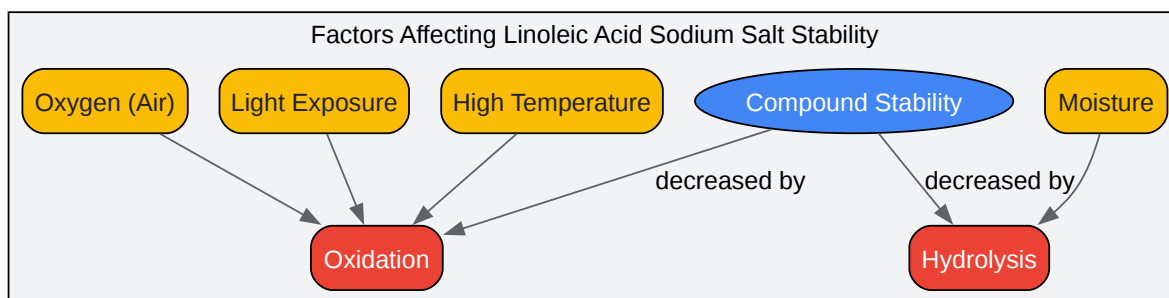 Factors Affecting Linoleic Acid Sodium Salt Stability
Oxygen (Air)
Light Exposure
High Temperature
Compound Stability
Moisture
decreased by
decreased by
Oxidation
Hydrolysis